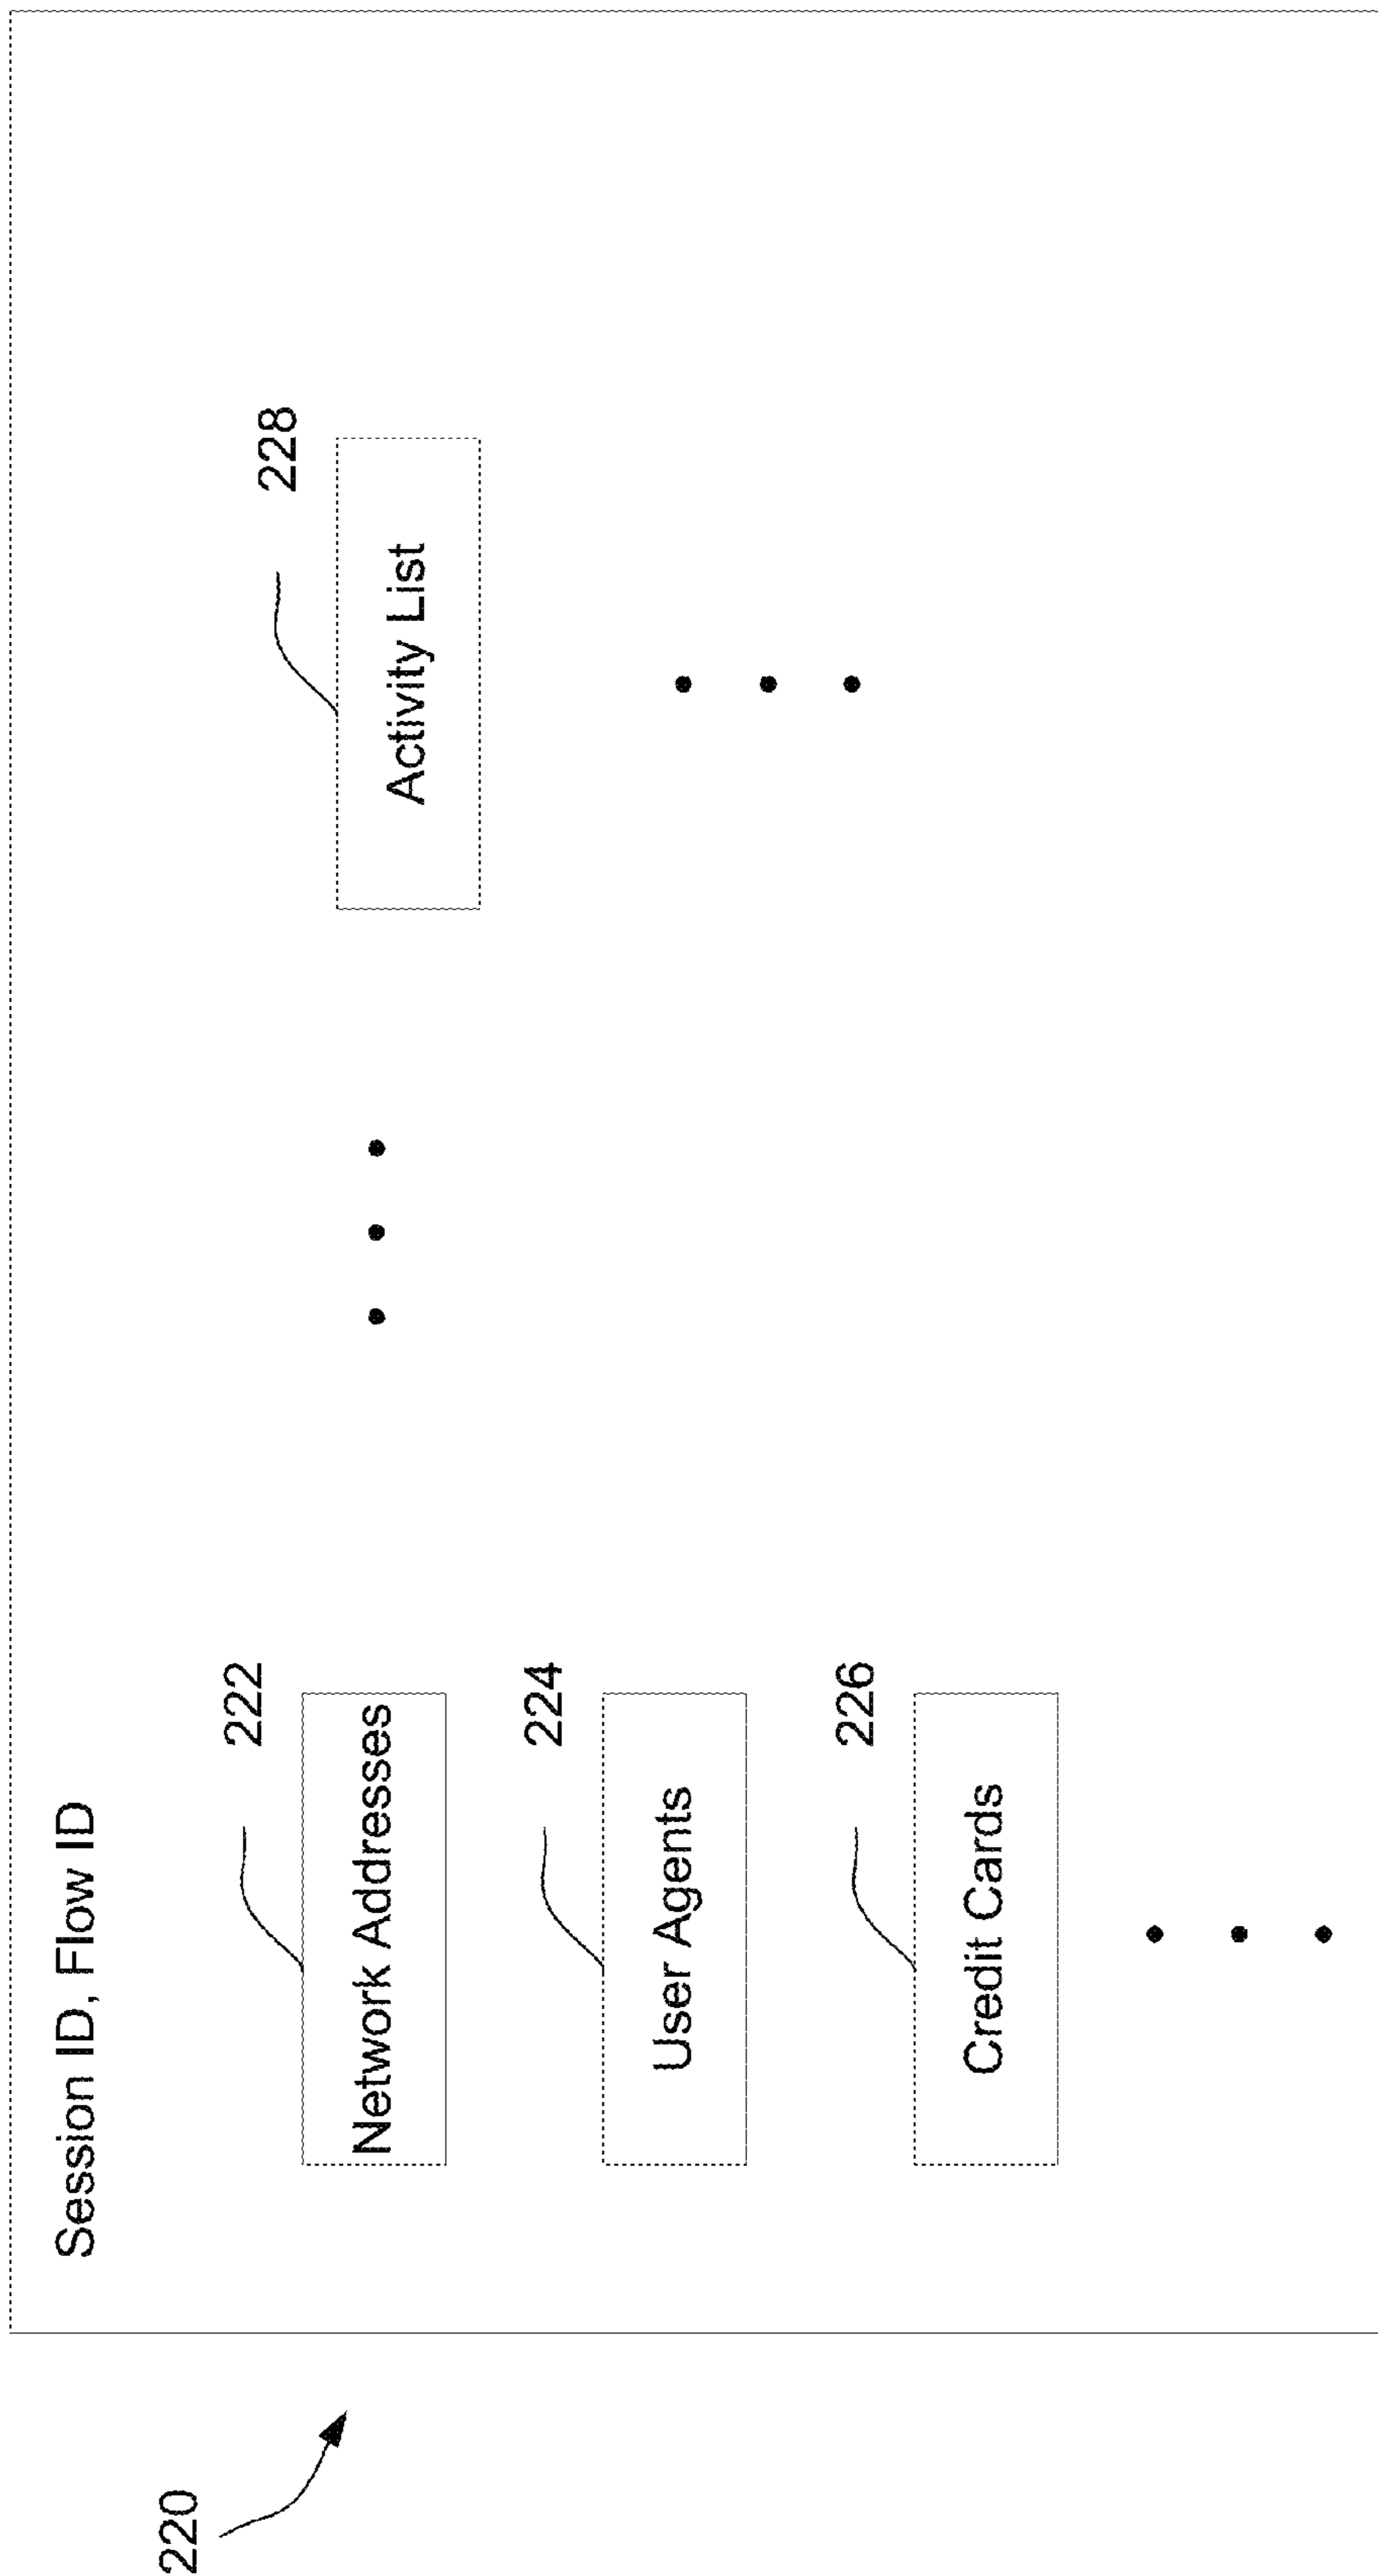 220
Session ID, Flow ID
222
Network Addresses
228
Activity List
224
User Agents
226
Credit Cards